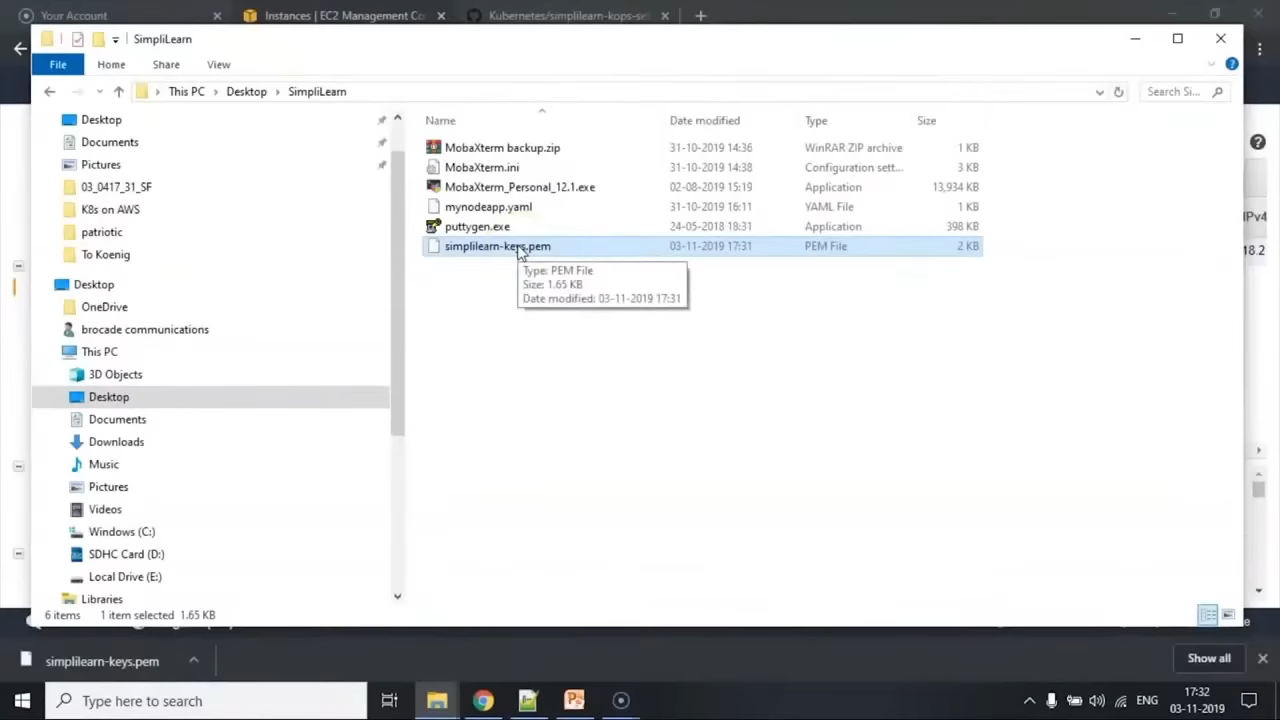 Your Account
Instances | EC2 Management Co
Kubernetes/simplilearn-kops-se
SimpliLearn
File Home Share View
This PC Desktop SimpliLearn
Search Si...
Name Date modified Type Size
MobaXterm backup.zip 31-10-2019 14:36 WinRAR ZIP archive 1 KB
MobaXterm.ini 31-10-2019 14:38 Configuration sett... 3 KB
MobaXterm_Personal_12.1.exe 02-08-2019 15:19 Application 13,934 KB
mynodeapp.yaml 31-10-2019 16:11 YAML File 1 KB
puttygen.exe 24-05-2018 18:31 Application 398 KB
simplilearn-keys.pem 03-11-2019 17:31 PEM File 2 KB
Type: PEM File
Size: 1.65 KB
Date modified: 03-11-2019 17:31
Desktop
Documents
Pictures
03_0417_31_SF
K8s on AWS
patriotic
To Koenig
Desktop
OneDrive
brocade communications
This PC
3D Objects
Desktop
Documents
Downloads
Music
Pictures
Videos
Windows (C:)
SDHC Card (D:)
Local Drive (E:)
Libraries
IPv4
18.2
6 items 1 item selected 1.65 KB
simplilearn-keys.pem
Show all
Type here to search
ENG
17:32
03-11-2019